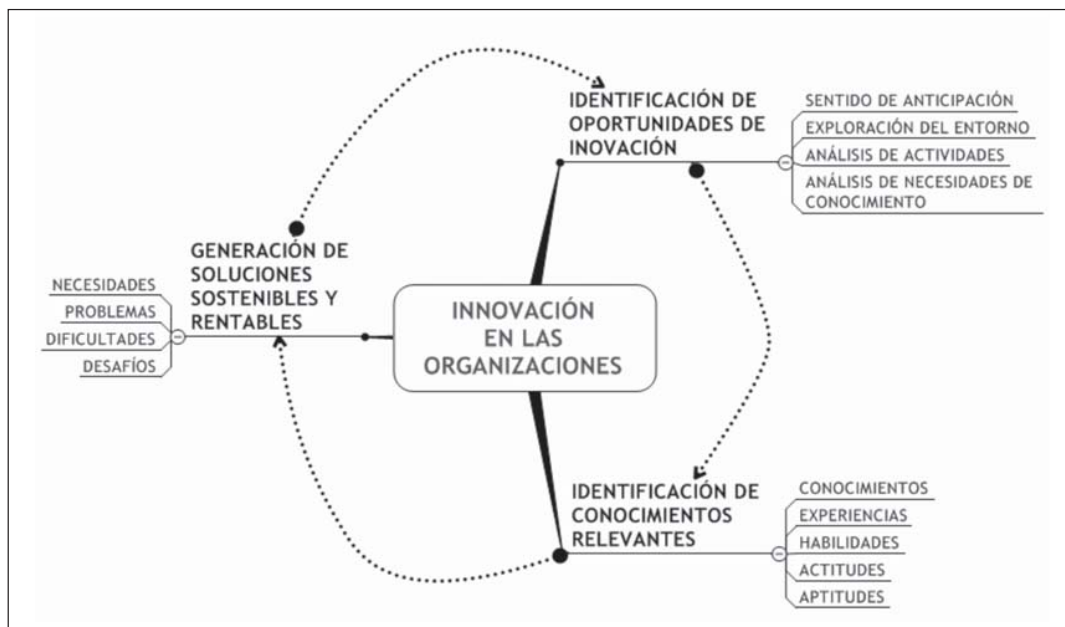 IDENTIFICACIÓN DE
OPORTUNIDADES DE
INOVACIÓN
SENTIDO DE ANTICIPACIÓN
EXPLORACIÓN DEL ENTORNO
ANÁLISIS DE ACTIVIDADES
ANÁLISIS DE NECESIDADES DE
CONOCIMIENTO
GENERACIÓN DE
SOLUCIONES
SOSTENIBLES Y
RENTABLES
NECESIDADES
PROBLEMAS
DIFICULTADES
DESAFÍOS
INNOVACIÓN
EN LAS
ORGANIZACIONES
IDENTIFICACIÓN DE
CONOCIMIENTOS
RELEVANTES
CONOCIMIENTOS
EXPERIENCIAS
HABILIDADES
ACTITUDES
APTITUDES